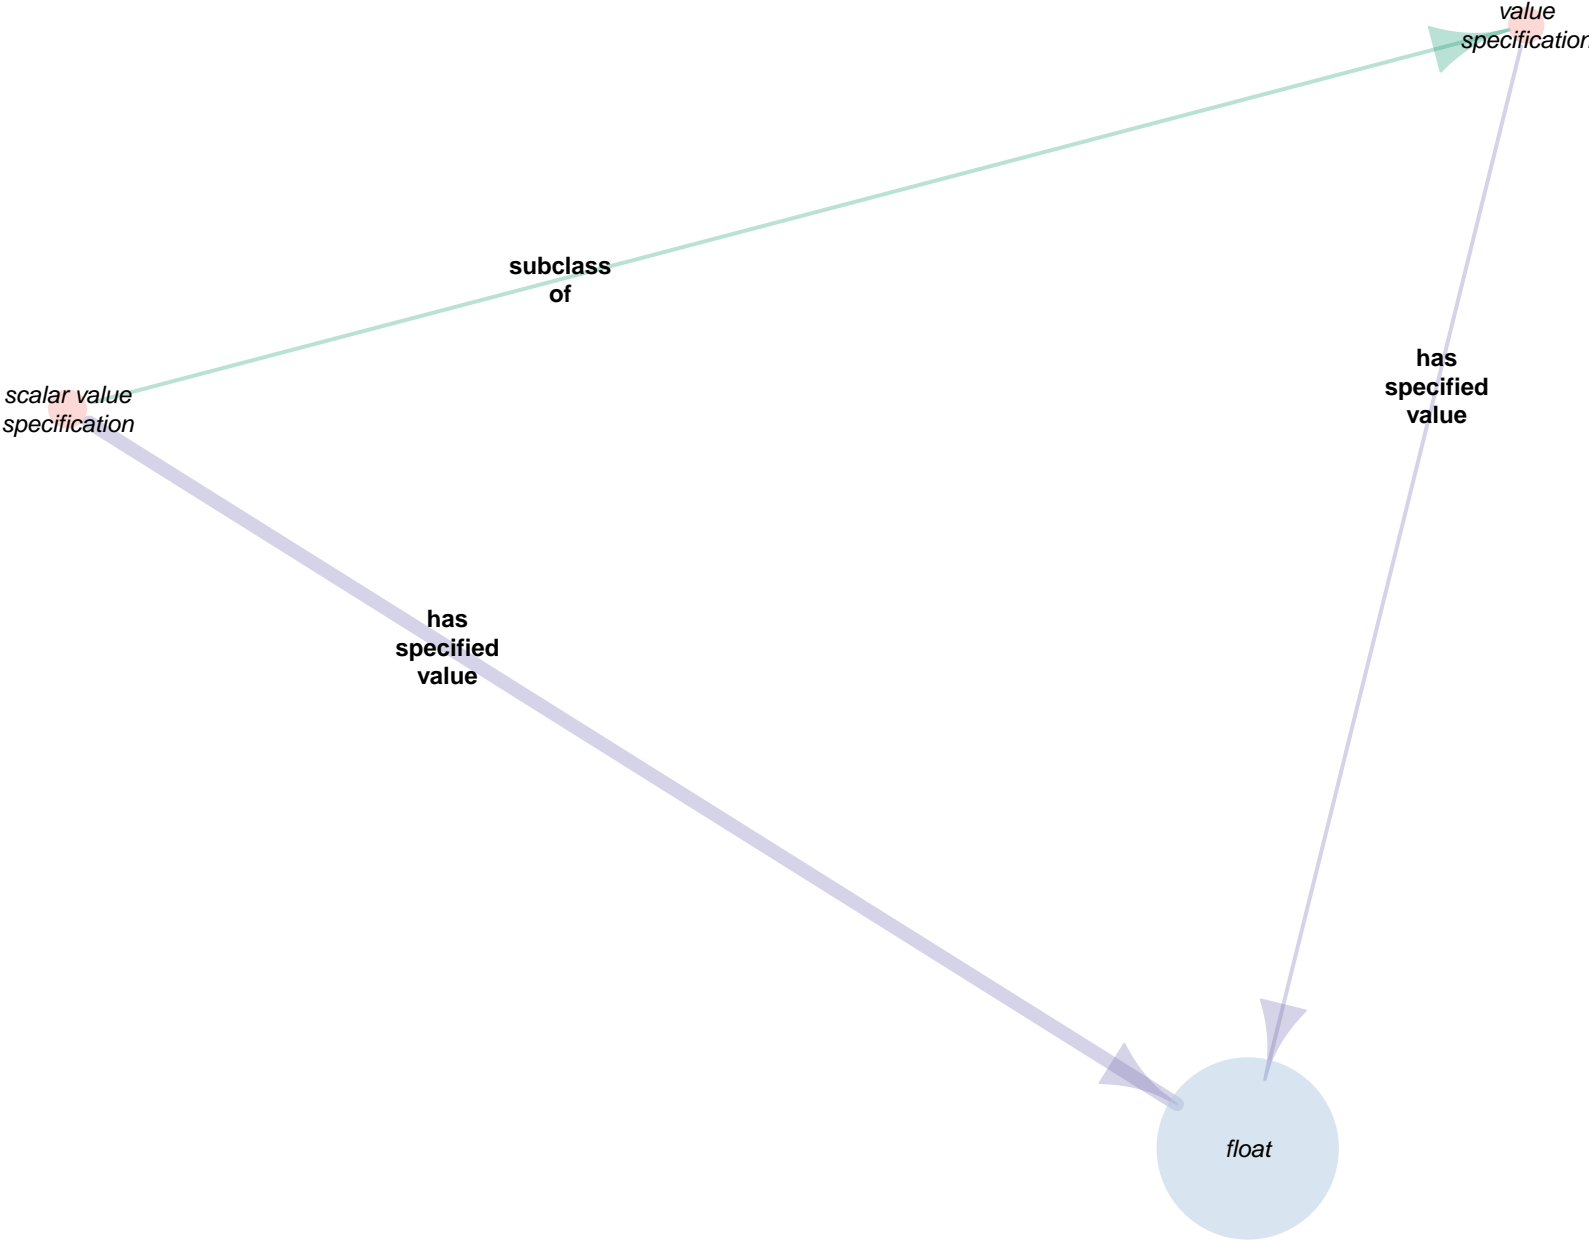 value
specification
subclass
of
has
specified
value
scalar value
specification
has
specified
value
float